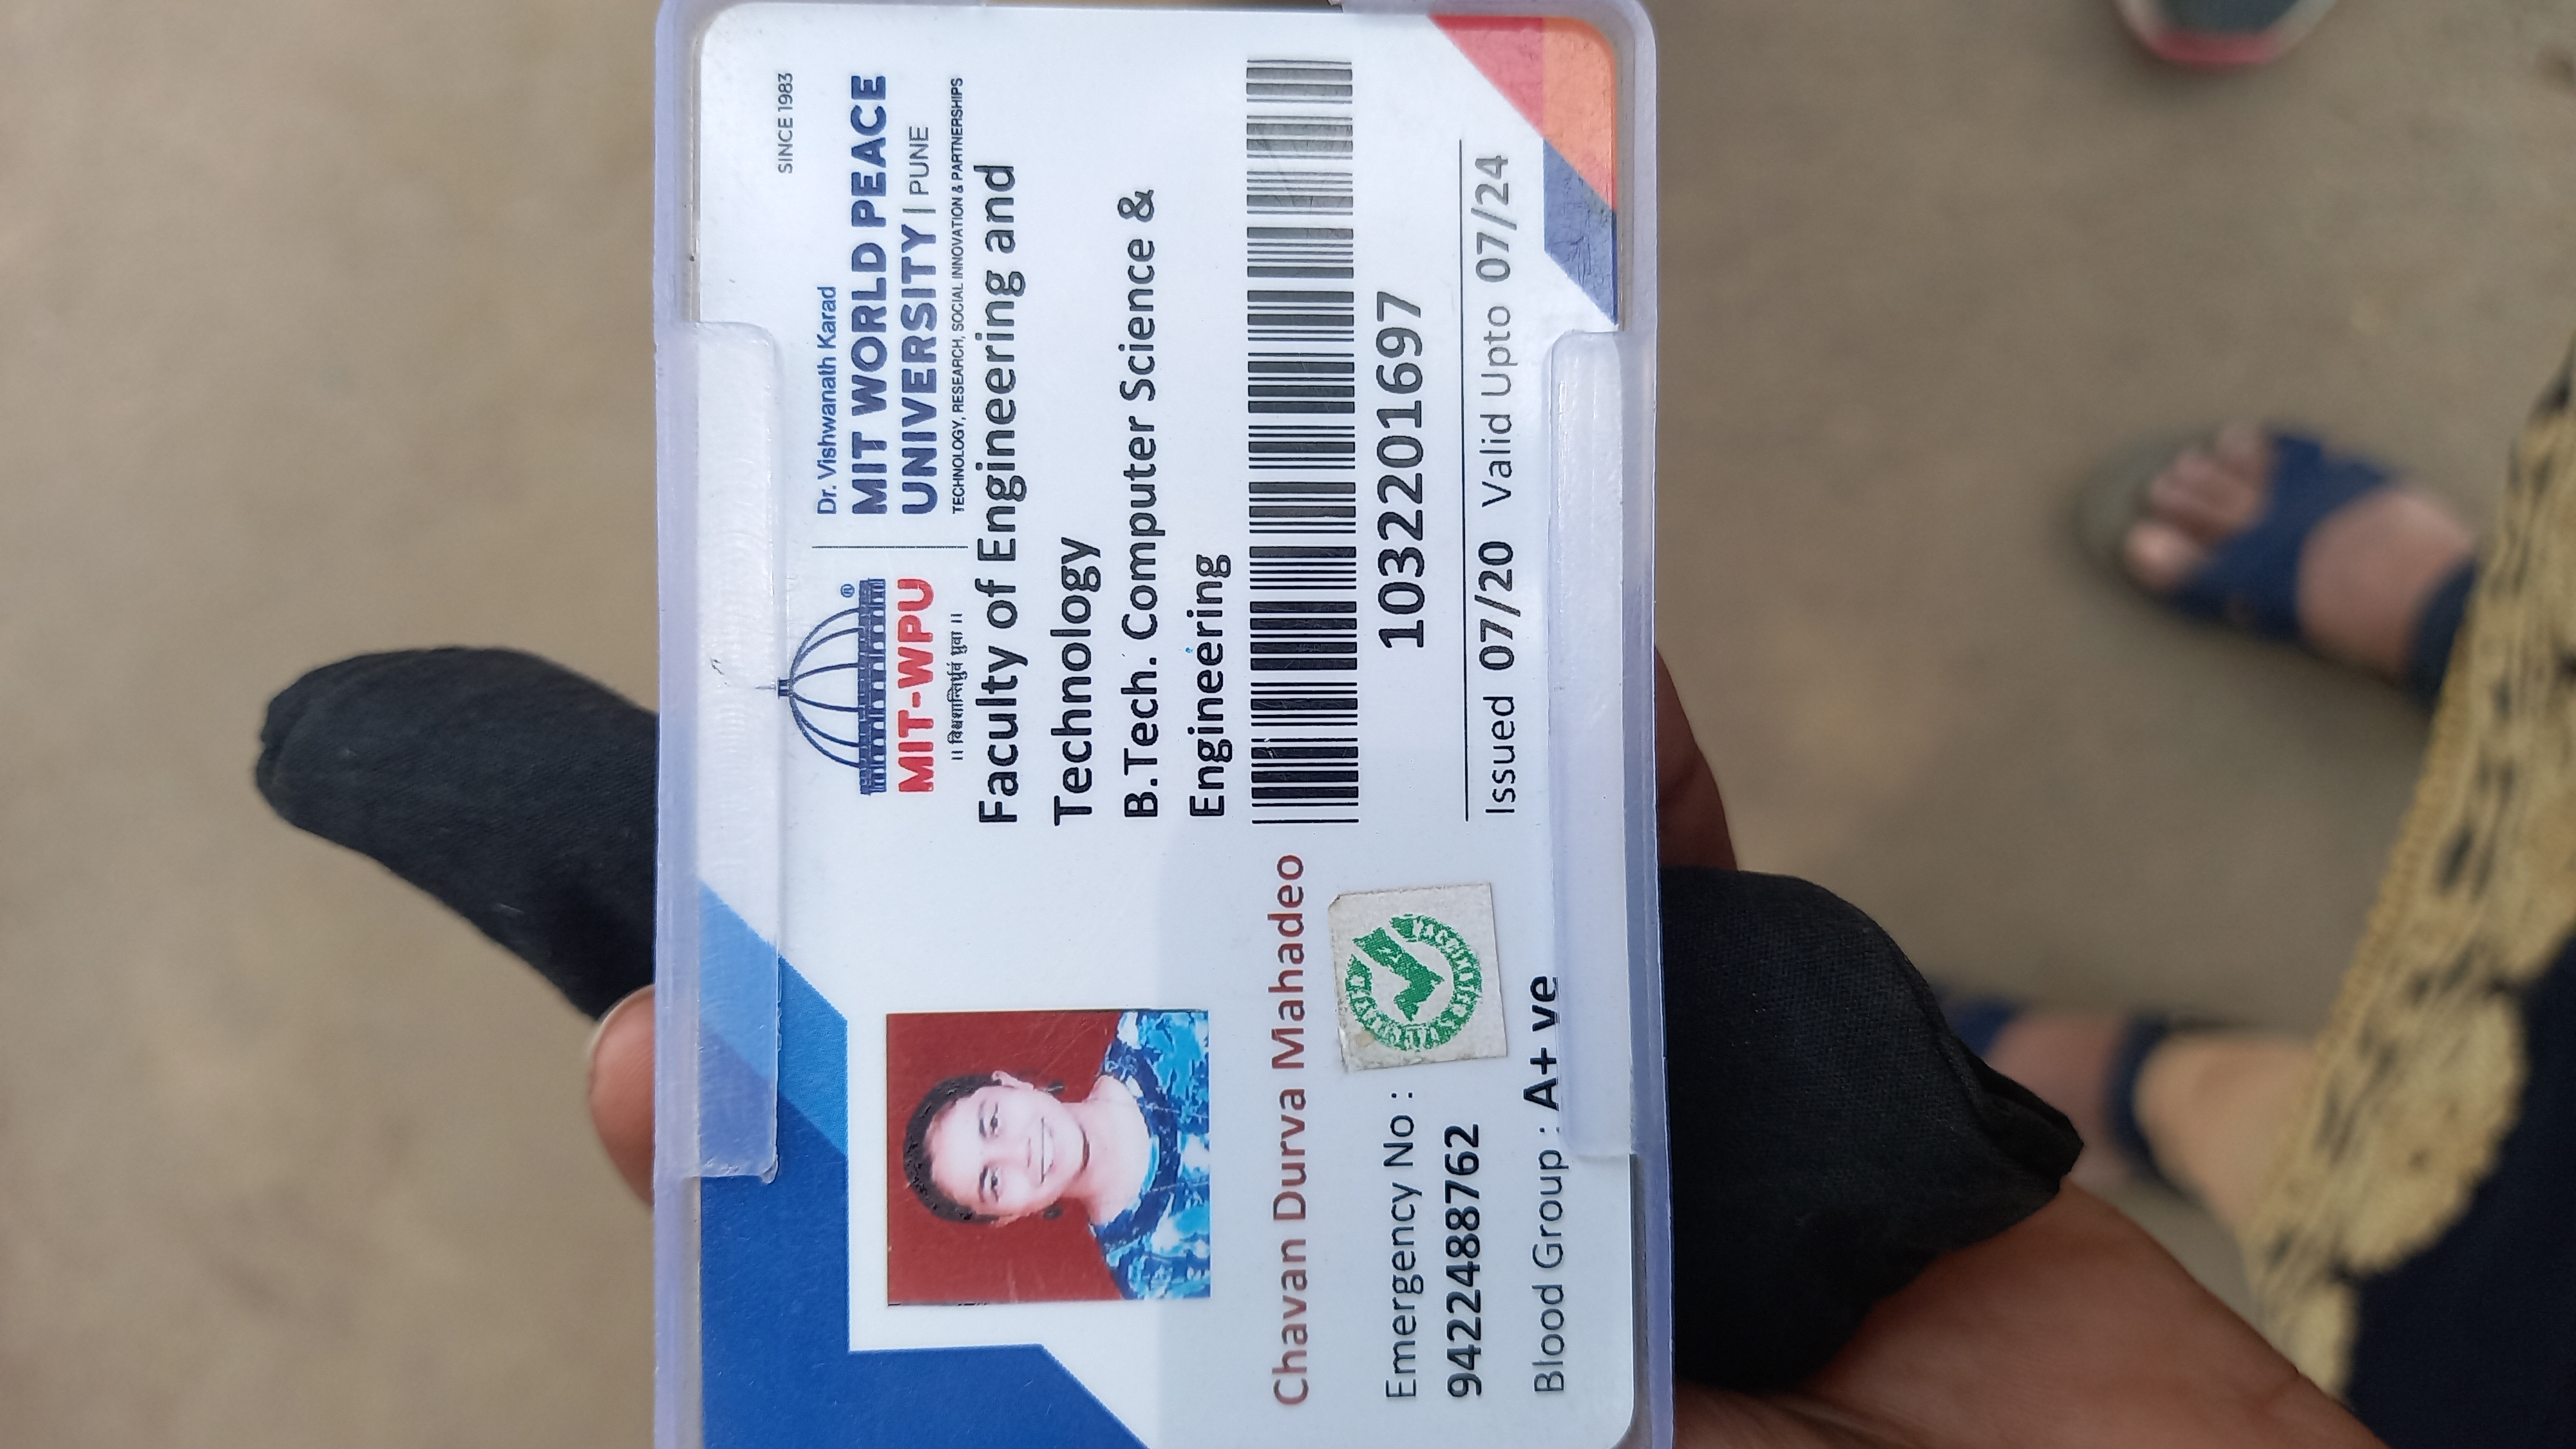 SINCE 1983
Dr. Vishwanath Karad
MIT WORLD PEACE
UNIVERSITY | PUNE
TECHNOLOGY, RESEARCH, SOCIAL INNOVATION & PARTNERSHIPS
®
MIT-WPU
।। विश्वशान्तिर्ध्रुवं ध्रुवा ।।
Faculty of Engineering and
Technology
B.Tech. Computer Science &
Engineering
1032201697
Issued 07/20 Valid Upto 07/24
Chavan Durva Mahadeo
Emergency No :
9422488762
Blood Group : A+ ve